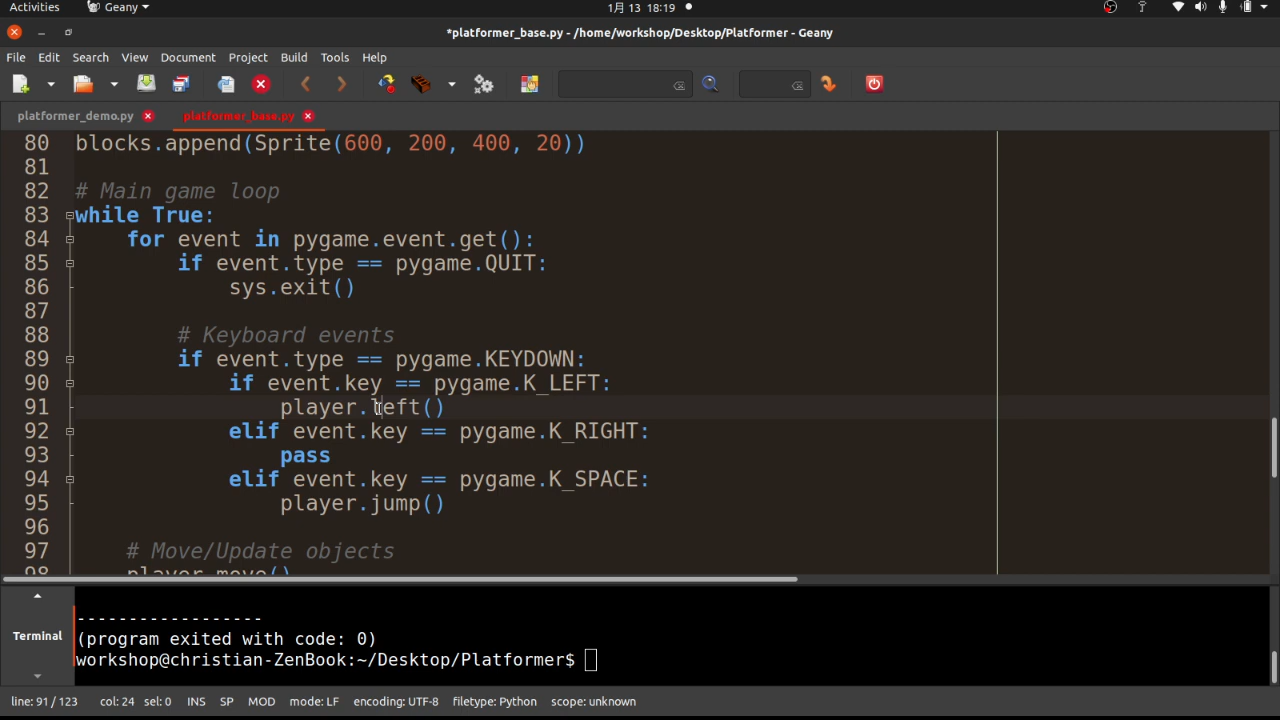 Activities Geany 1月 13 18:19
*platformer_base.py - /home/workshop/Desktop/Platformer - Geany
File Edit Search View Document Project Build Tools Help
platformer_demo.py platformer_base.py
80 blocks.append(Sprite(600, 200, 400, 20))
81
82 # Main game loop
83 while True:
84     for event in pygame.event.get():
85         if event.type == pygame.QUIT:
86             sys.exit()
87
88         # Keyboard events
89         if event.type == pygame.KEYDOWN:
90             if event.key == pygame.K_LEFT:
91                 player.left()
92             elif event.key == pygame.K_RIGHT:
93                 pass
94             elif event.key == pygame.K_SPACE:
95                 player.jump()
96
97     # Move/Update objects
98     player.move()
-----------------
Terminal (program exited with code: 0)
workshop@christian-ZenBook:~/Desktop/Platformer$
line: 91 / 123 col: 24 sel: 0 INS SP MOD mode: LF encoding: UTF-8 filetype: Python scope: unknown